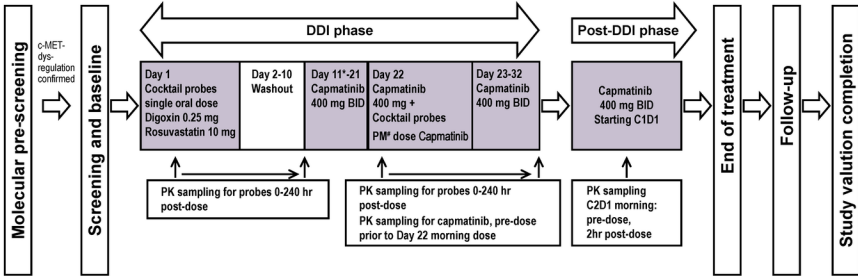 Molecular pre-screening
c-MET-
dys-
regulation
confirmed
Screening and baseline
DDI phase
Day 1
Cocktail probes
single oral dose
Digoxin 0.25 mg
Rosuvastatin 10 mg
Day 2-10
Washout
Day 11*-21
Capmatinib
400 mg BID
Day 22
Capmatinib
400 mg +
Cocktail probes
PM# dose Capmatinib
Day 23-32
Capmatinib
400 mg BID
PK sampling for probes 0-240 hr
post-dose
PK sampling for probes 0-240 hr
post-dose
PK sampling for capmatinib, pre-dose
prior to Day 22 morning dose
Post-DDI phase
Capmatinib
400 mg BID
Starting C1D1
PK sampling
C2D1 morning:
pre-dose,
2hr post-dose
End of treatment
Follow-up
Study valution completion